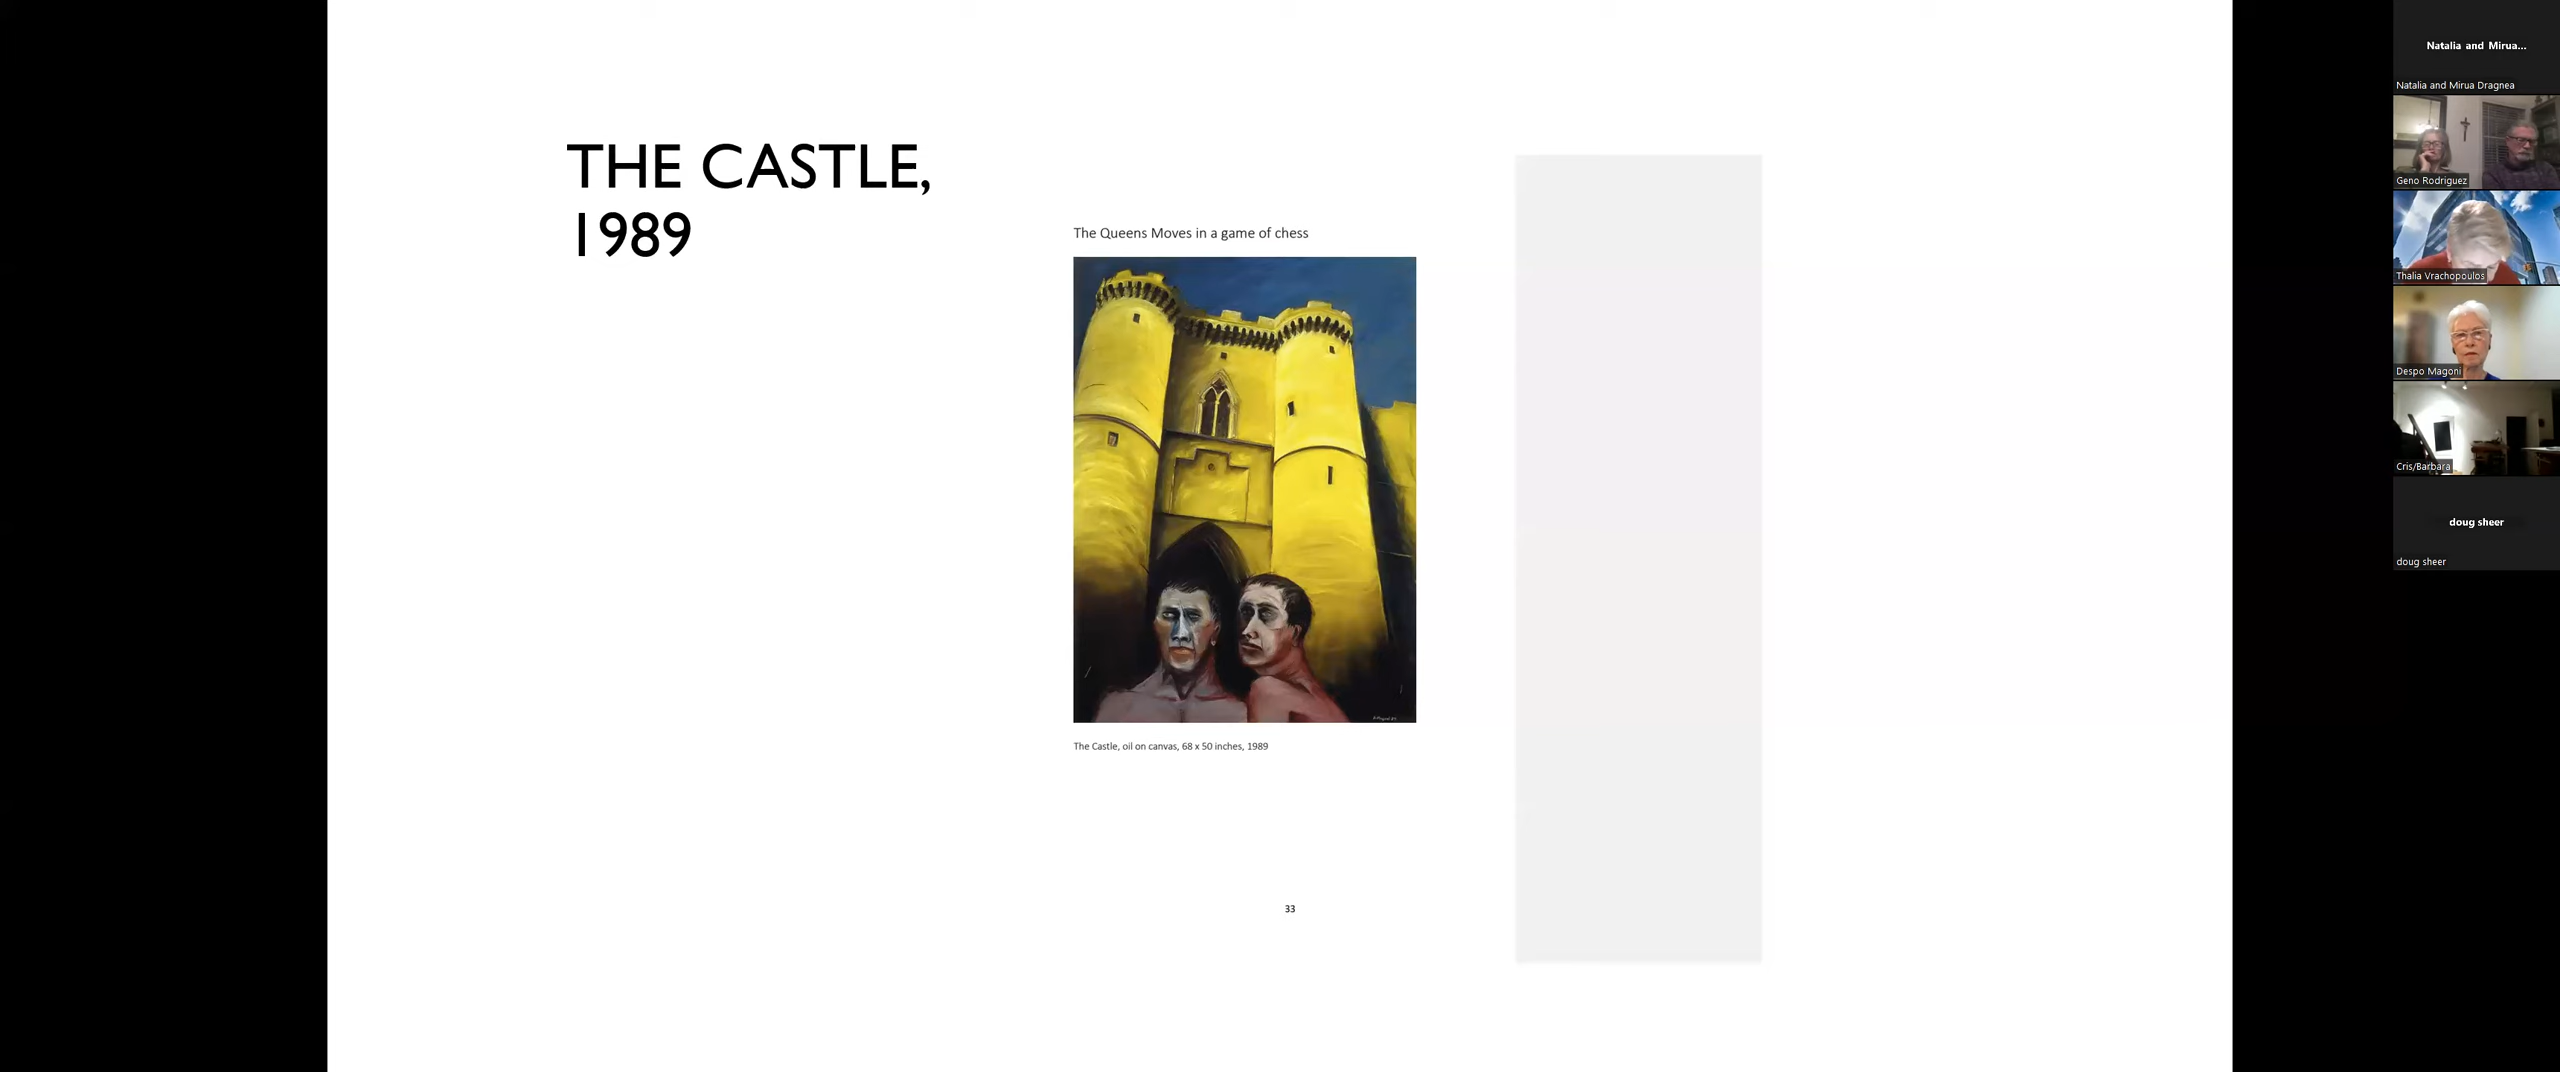 THE CASTLE,
1989
The Queens Moves in a game of chess
The Castle, oil on canvas, 68 x 50 inches, 1989
33
Natalia and Mirua...
Natalia and Mirua Dragnea
Geno Rodriguez
Thalia Vrachopoulos
Despo Magoni
Cris/Barbara
doug sheer
doug sheer